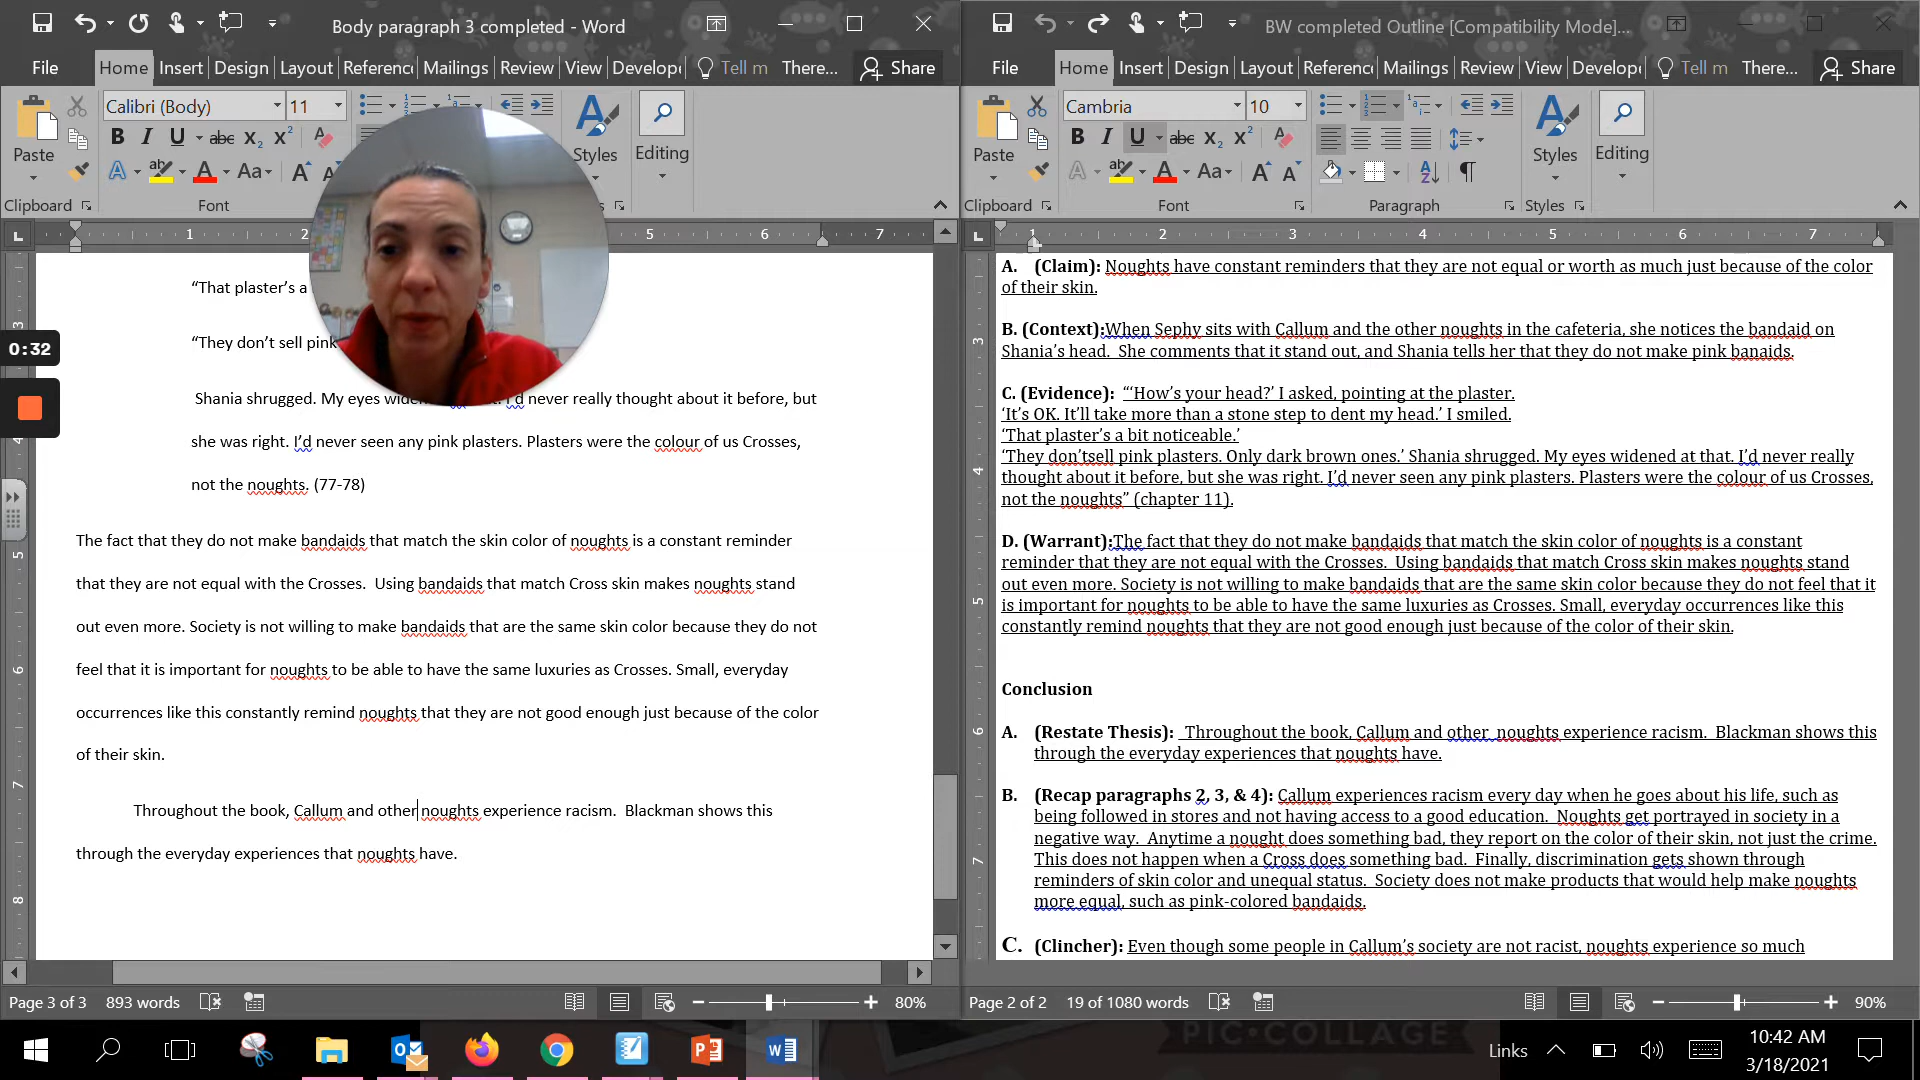 Body paragraph 3 completed - Word
BW completed Outline [Compatibility Mode]...
File Home Insert Design Layout Referenc Mailings Review View Develop Tell m There... Share
File Home Insert Design Layout Referenc Mailings Review View Develop Tell m There... Share
Calibri (Body) 11
Paste
Styles
Editing
Clipboard
Font
Cambria 10
Paste
Styles
Editing
Clipboard
Font
Paragraph
Styles
0:32
“That plaster’s a
“They don’t sell pink
Shania shrugged. My eyes widen I’d never really thought about it before, but
she was right. I’d never seen any pink plasters. Plasters were the colour of us Crosses,
not the noughts. (77-78)
The fact that they do not make bandaids that match the skin color of noughts is a constant reminder
that they are not equal with the Crosses.  Using bandaids that match Cross skin makes noughts stand
out even more. Society is not willing to make bandaids that are the same skin color because they do not
feel that it is important for noughts to be able to have the same luxuries as Crosses. Small, everyday
occurrences like this constantly remind noughts that they are not good enough just because of the color
of their skin.
Throughout the book, Callum and other noughts experience racism.  Blackman shows this
through the everyday experiences that noughts have.
A. (Claim): Noughts have constant reminders that they are not equal or worth as much just because of the color
of their skin.
B. (Context):When Sephy sits with Callum and the other noughts in the cafeteria, she notices the bandaid on
Shania’s head.  She comments that it stand out, and Shania tells her that they do not make pink banaids.
C. (Evidence): “‘How’s your head?’ I asked, pointing at the plaster.
‘It’s OK. It’ll take more than a stone step to dent my head.’ I smiled.
‘That plaster’s a bit noticeable.’
‘They don’tsell pink plasters. Only dark brown ones.’ Shania shrugged. My eyes widened at that. I’d never really
thought about it before, but she was right. I’d never seen any pink plasters. Plasters were the colour of us Crosses,
not the noughts” (chapter 11).
D. (Warrant):The fact that they do not make bandaids that match the skin color of noughts is a constant
reminder that they are not equal with the Crosses.  Using bandaids that match Cross skin makes noughts stand
out even more. Society is not willing to make bandaids that are the same skin color because they do not feel that it
is important for noughts to be able to have the same luxuries as Crosses. Small, everyday occurrences like this
constantly remind noughts that they are not good enough just because of the color of their skin.
Conclusion
A. (Restate Thesis): Throughout the book, Callum and other  noughts experience racism.  Blackman shows this
through the everyday experiences that noughts have.
B. (Recap paragraphs 2, 3, & 4): Callum experiences racism every day when he goes about his life, such as
being followed in stores and not having access to a good education.  Noughts get portrayed in society in a
negative way.  Anytime a nought does something bad, they report on the color of their skin, not just the crime.
This does not happen when a Cross does something bad.  Finally, discrimination gets shown through
reminders of skin color and unequal status.  Society does not make products that would help make noughts
more equal, such as pink-colored bandaids.
C. (Clincher): Even though some people in Callum’s society are not racist, noughts experience so much
Page 3 of 3 893 words 80%
Page 2 of 2 19 of 1080 words 90%
PIC•COLLAGE
Links
10:42 AM
3/18/2021